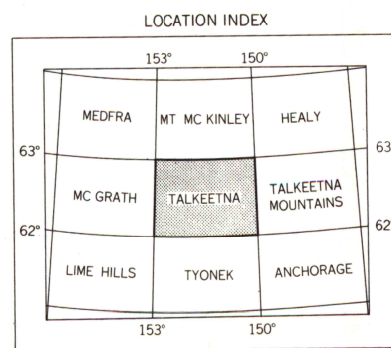 LOCATION INDEX
153° 150°
MEDFRA MT MC KINLEY HEALY
63° 63
MC GRATH TALKEETNA TALKEETNA
MOUNTAINS
62° 62
LIME HILLS TYONEK ANCHORAGE
153° 150°